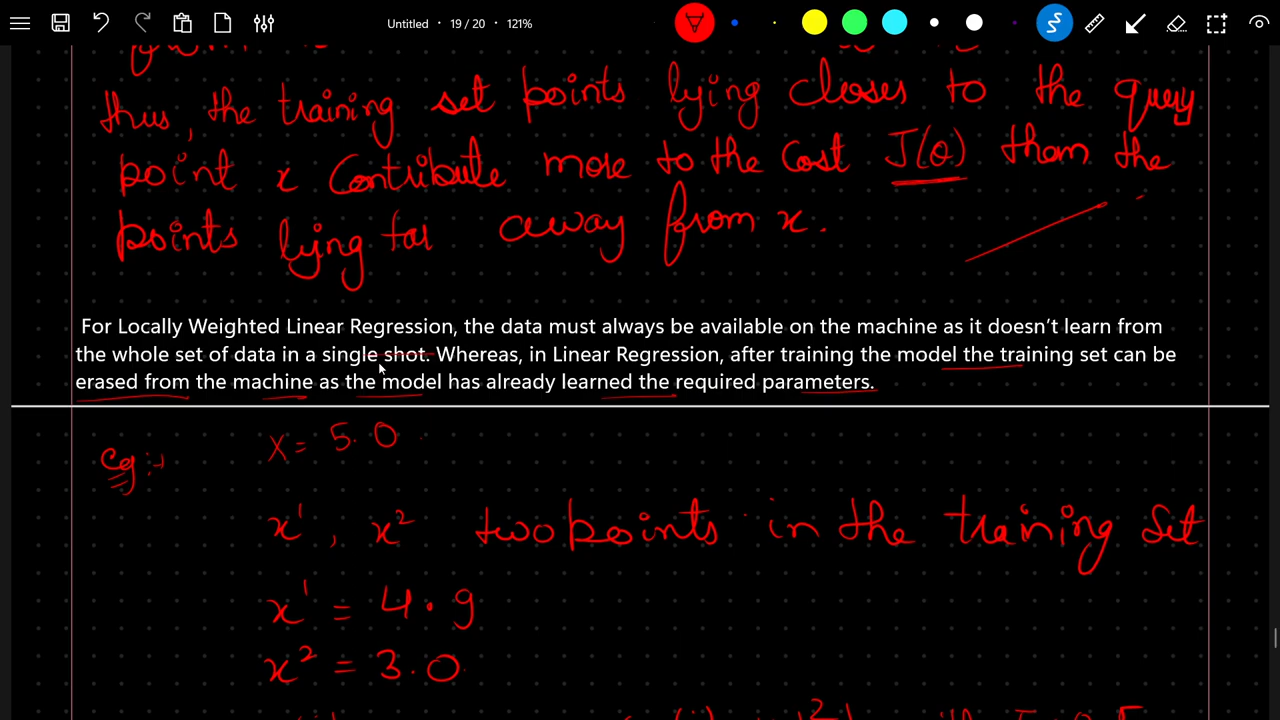 Untitled • 19 / 20 • 121%
thus, the training set points lying closer to the query
point x contribute more to the cost J(θ) than the
points lying far away from x.
For Locally Weighted Linear Regression, the data must always be available on the machine as it doesn’t learn from
the whole set of data in a single shot. Whereas, in Linear Regression, after training the model the training set can be
erased from the machine as the model has already learned the required parameters.
Eg :-
x = 5.0
x¹, x² two points in the training set
x¹ = 4.9
x² = 3.0